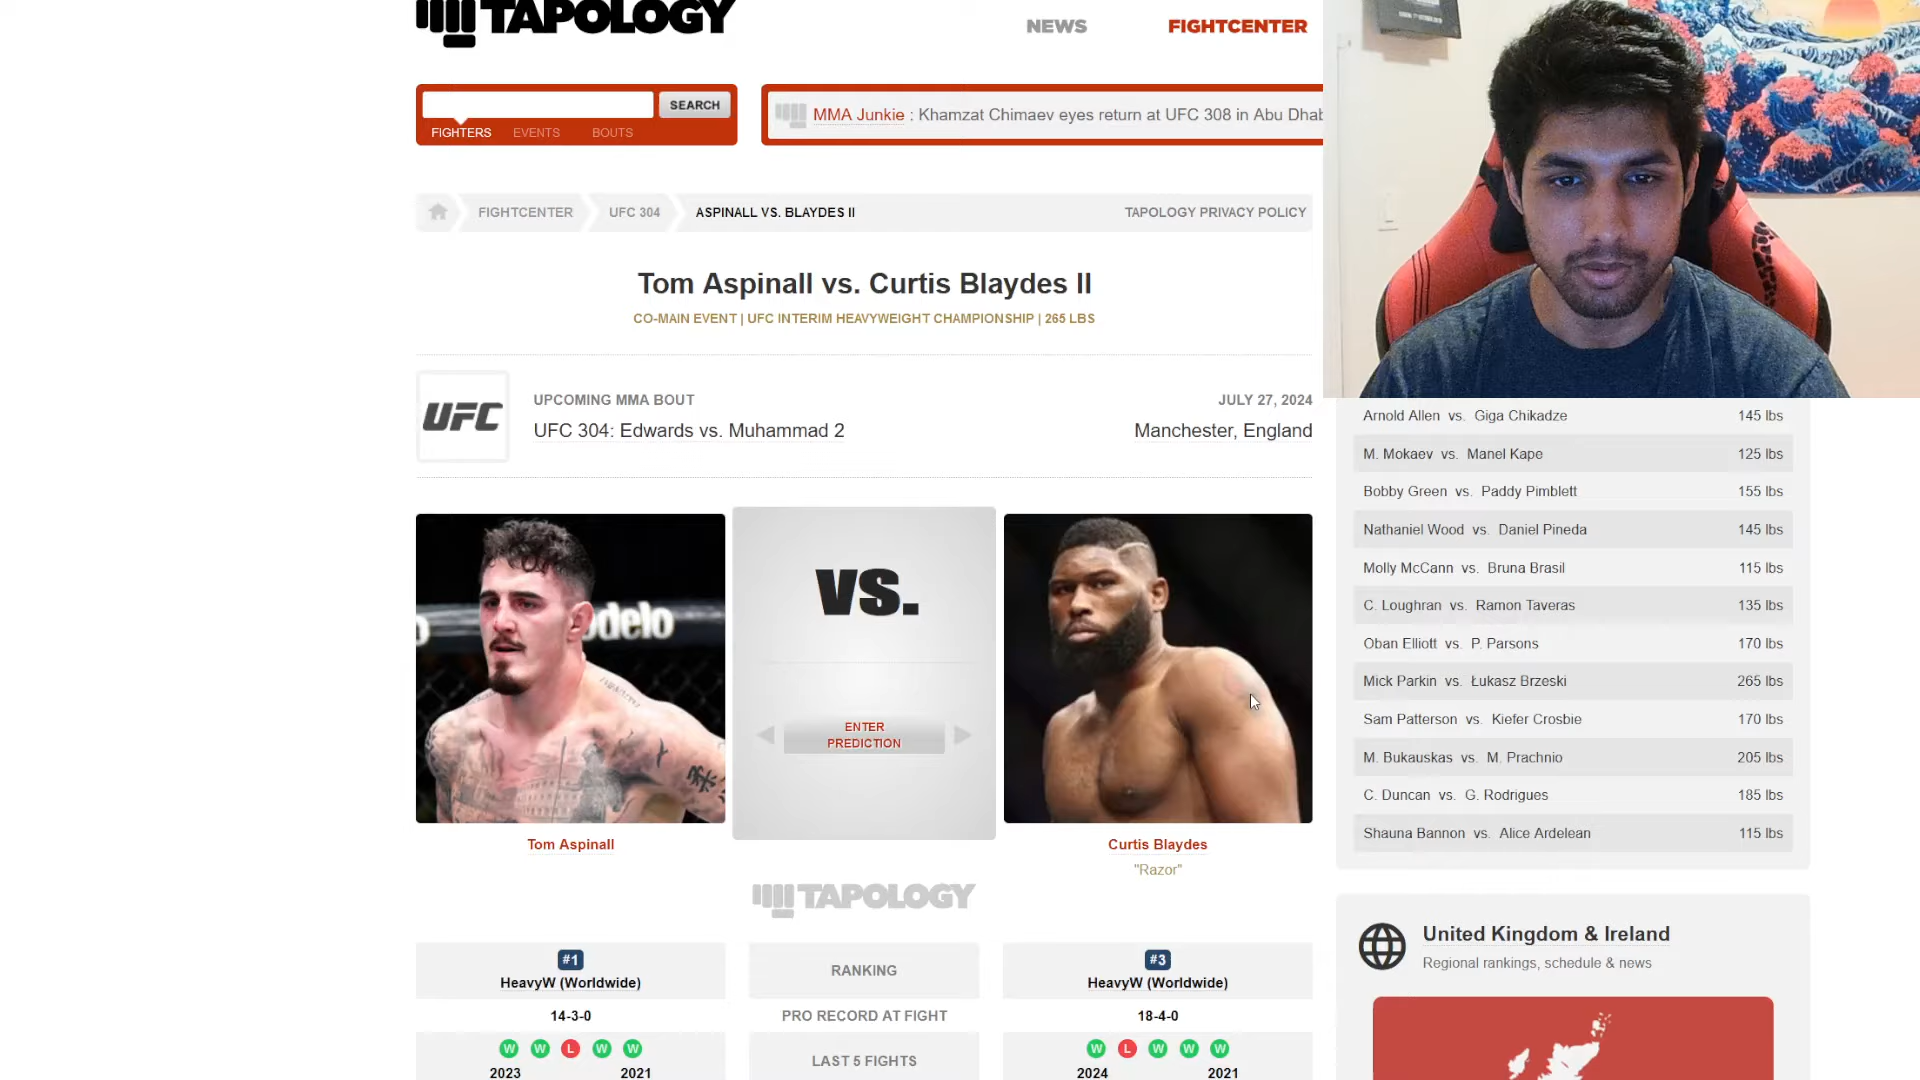 TAPOLOGY
NEWS
FIGHTCENTER
SEARCH
FIGHTERS EVENTS BOUTS
MMA Junkie : Khamzat Chimaev eyes return at UFC 308 in Abu Dhab
FIGHTCENTER UFC 304 ASPINALL VS. BLAYDES II TAPOLOGY PRIVACY POLICY
Tom Aspinall vs. Curtis Blaydes II
CO-MAIN EVENT | UFC INTERIM HEAVYWEIGHT CHAMPIONSHIP | 265 LBS
UFC
UPCOMING MMA BOUT JULY 27, 2024
UFC 304: Edwards vs. Muhammad 2 Manchester, England
odelo
VS.
ENTER
PREDICTION
Tom Aspinall
Curtis Blaydes
"Razor"
TAPOLOGY
#1 RANKING #3
HeavyW (Worldwide) HeavyW (Worldwide)
14-3-0 PRO RECORD AT FIGHT 18-4-0
W W L W W LAST 5 FIGHTS W L W W W
2023 2021 2024 2021
Arnold Allen vs. Giga Chikadze 145 lbs
M. Mokaev vs. Manel Kape 125 lbs
Bobby Green vs. Paddy Pimblett 155 lbs
Nathaniel Wood vs. Daniel Pineda 145 lbs
Molly McCann vs. Bruna Brasil 115 lbs
C. Loughran vs. Ramon Taveras 135 lbs
Oban Elliott vs. P. Parsons 170 lbs
Mick Parkin vs. Łukasz Brzeski 265 lbs
Sam Patterson vs. Kiefer Crosbie 170 lbs
M. Bukauskas vs. M. Prachnio 205 lbs
C. Duncan vs. G. Rodrigues 185 lbs
Shauna Bannon vs. Alice Ardelean 115 lbs
United Kingdom & Ireland
Regional rankings, schedule & news